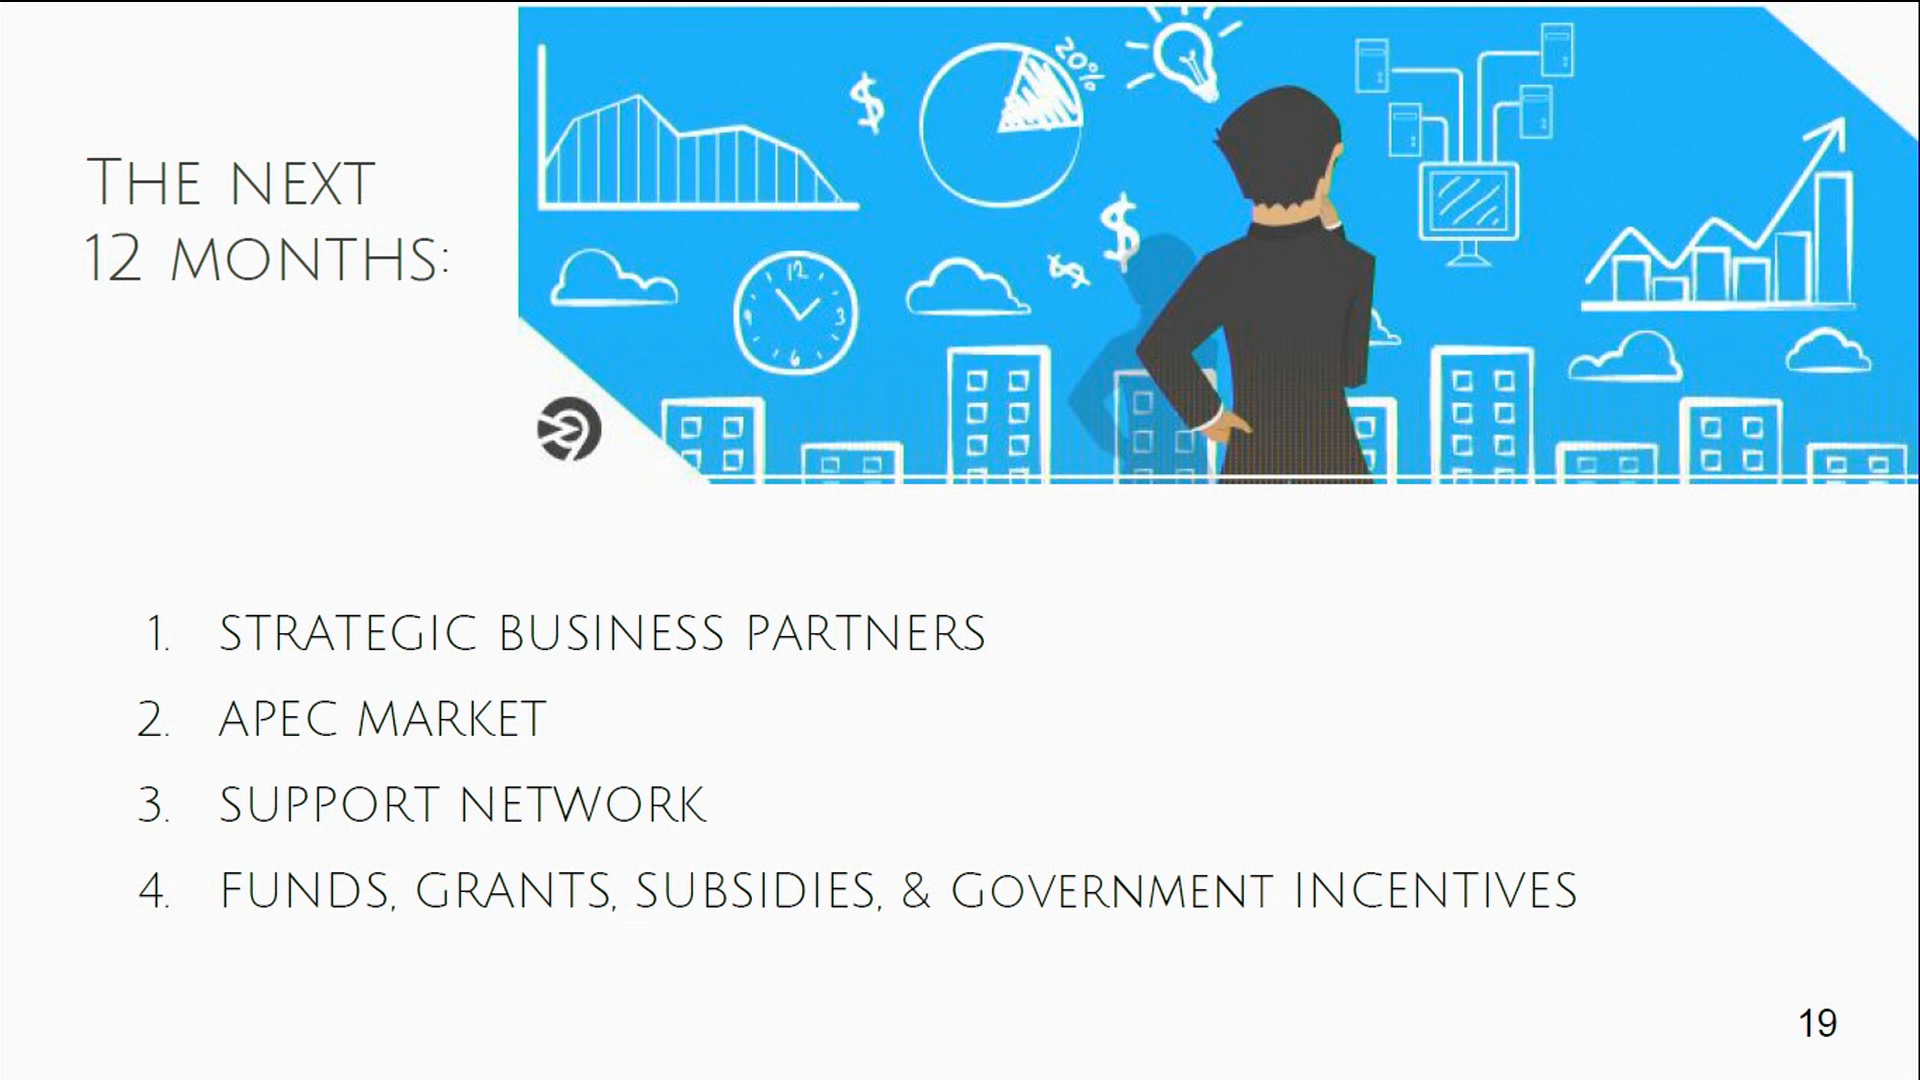 THE NEXT
12 MONTHS:
$
20%
$
$
12
9
3
6
1. STRATEGIC BUSINESS PARTNERS
2. APEC MARKET
3. SUPPORT NETWORK
4. FUNDS, GRANTS, SUBSIDIES, & GOVERNMENT INCENTIVES
19